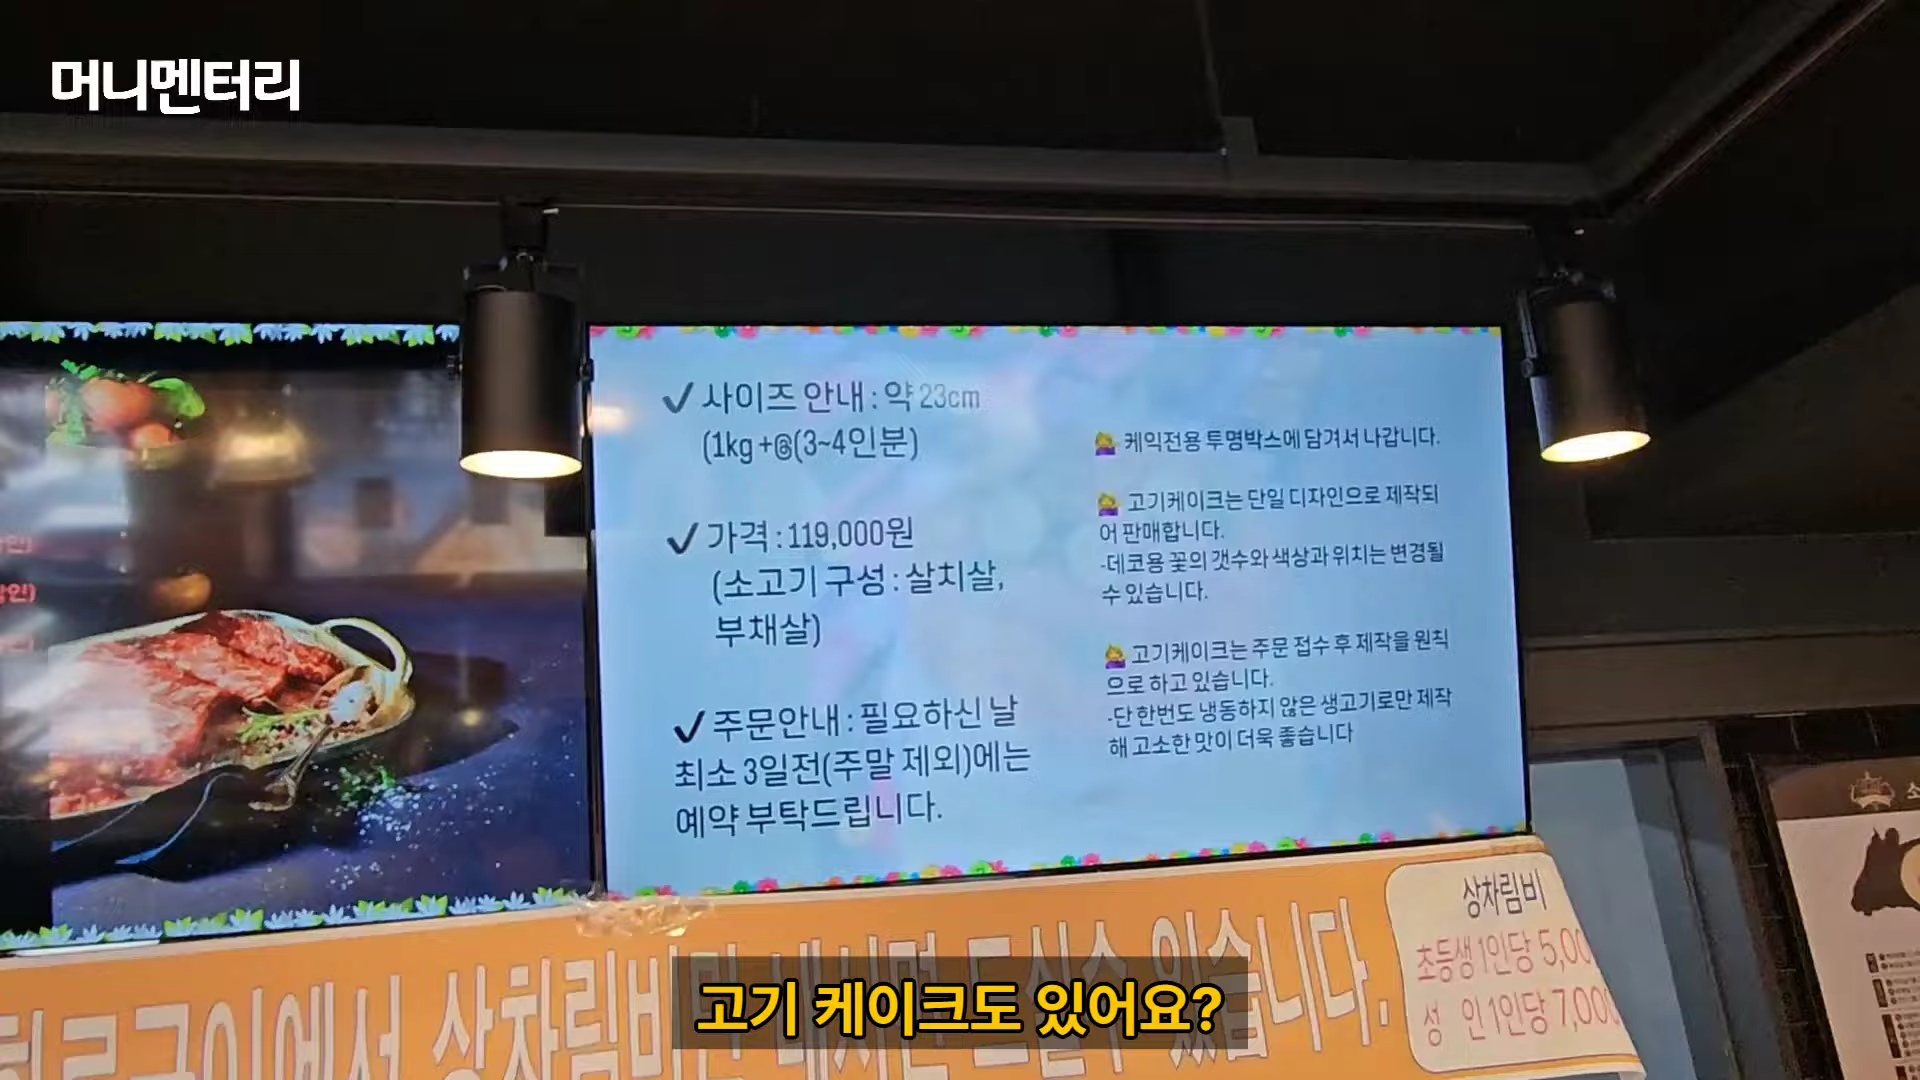 머니멘터리
✓ 사이즈 안내 : 약 23cm
(1kg +@(3~4인분)
✓ 가격 : 119,000원
(소고기 구성 : 살치살,
부채살)
✓ 주문안내 : 필요하신 날
최소 3일전(주말 제외)에는
예약 부탁드립니다.
케익전용 투명박스에 담겨서 나갑니다.
고기케이크는 단일 디자인으로 제작되
어 판매합니다.
-데코용 꽃의 갯수와 색상과 위치는 변경될
수 있습니다.
고기케이크는 주문 접수 후 제작을 원칙
으로 하고 있습니다.
-단 한번도 냉동하지 않은 생고기로만 제작
해 고소한 맛이 더욱 좋습니다
상차림비
있습니다.
상차림비
초등생 1인당 5,00
성 인 1인당 7,000
고기 케이크도 있어요?